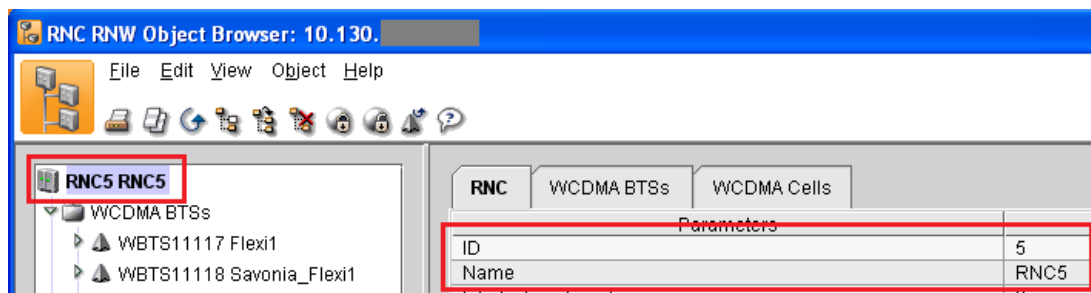 RNC RNW Object Browser: 10.130.
File Edit View Object Help
RNC5 RNC5
WCDMA BTSs
WBTS11117 Flexi1
WBTS11118 Savonia_Flexi1
RNC WCDMA BTSs WCDMA Cells
Parameters
ID 5
Name RNC5